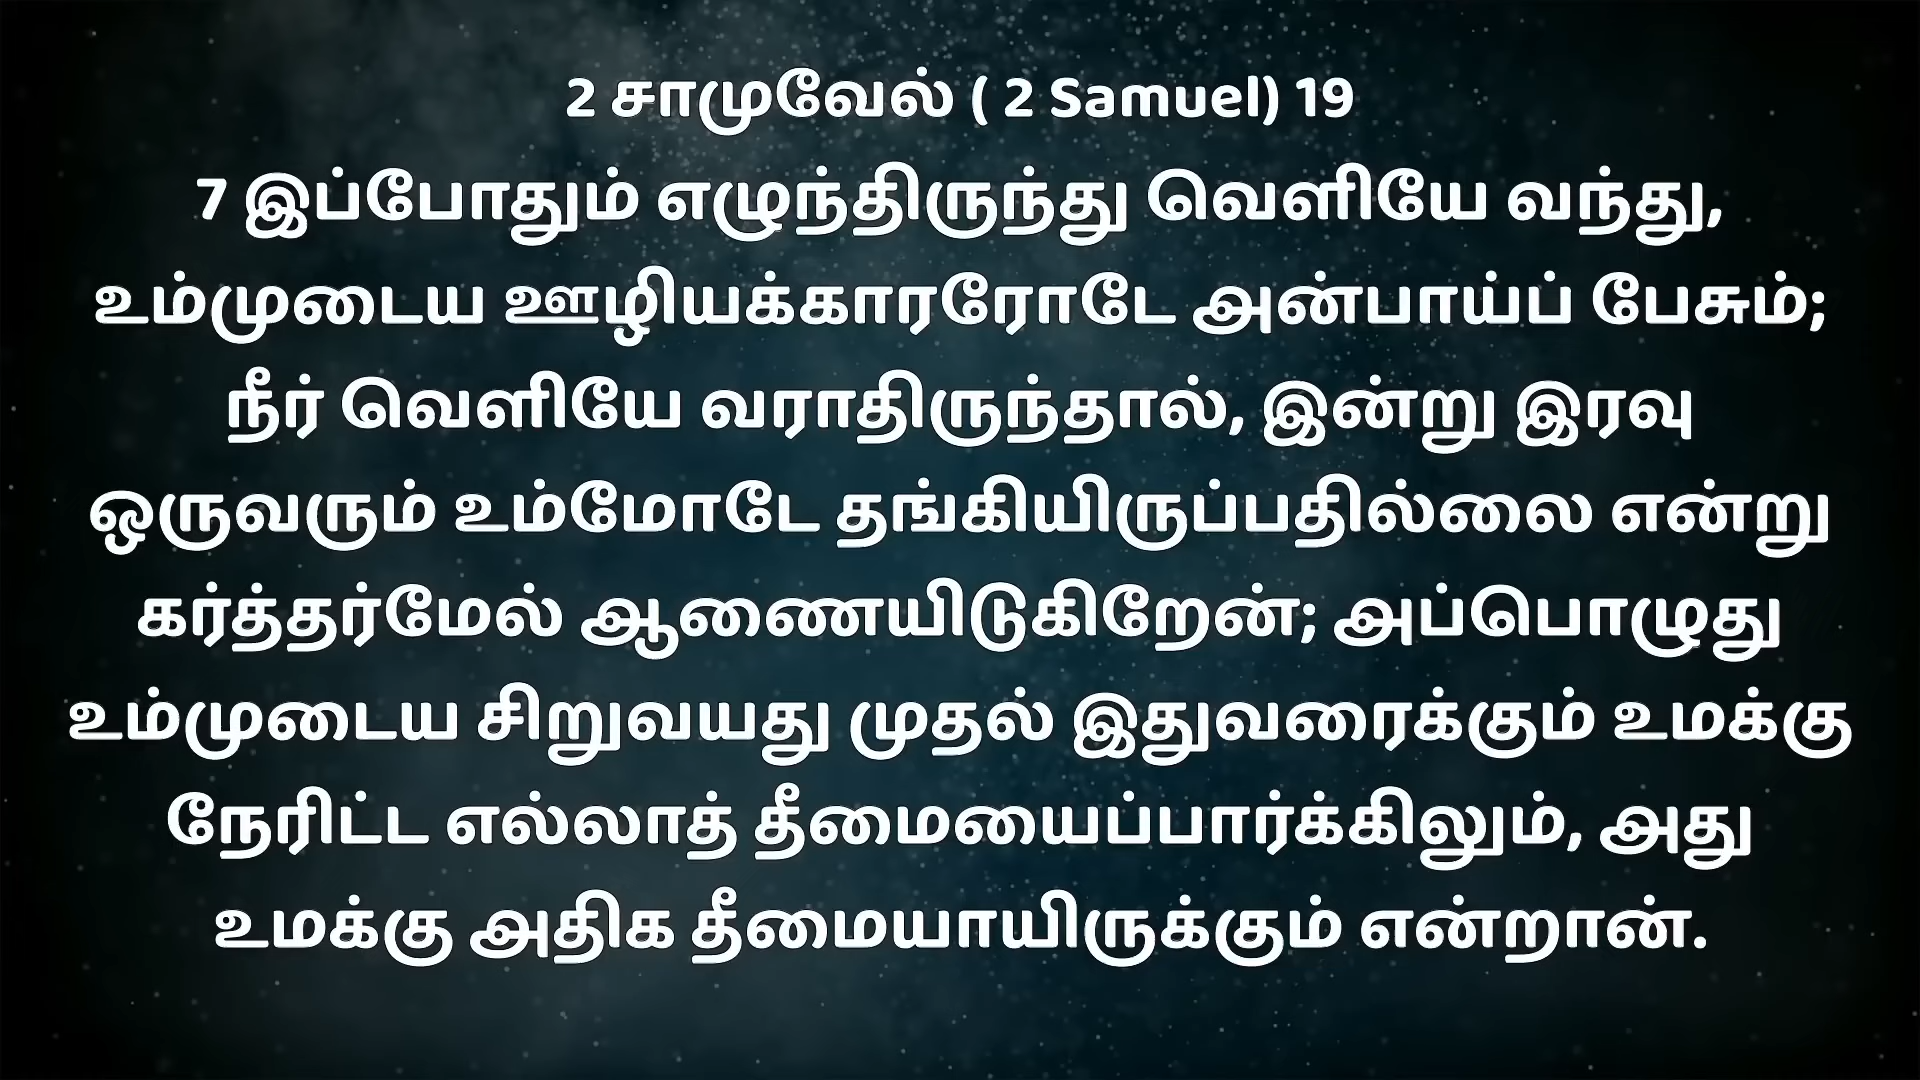 2 சாமுவேல் ( 2 Samuel) 19
7 இப்போதும் எழுந்திருந்து வெளியே வந்து,
உம்முடைய ஊழியக்காரரோடே அன்பாய்ப் பேசும்;
நீர் வெளியே வராதிருந்தால், இன்று இரவு
ஒருவரும் உம்மோடே தங்கியிருப்பதில்லை என்று
கர்த்தர்மேல் ஆணையிடுகிறேன்; அப்பொழுது
உம்முடைய சிறுவயது முதல் இதுவரைக்கும் உமக்கு
நேரிட்ட எல்லாத் தீமையைப்பார்க்கிலும், அது
உமக்கு அதிக தீமையாயிருக்கும் என்றான்.